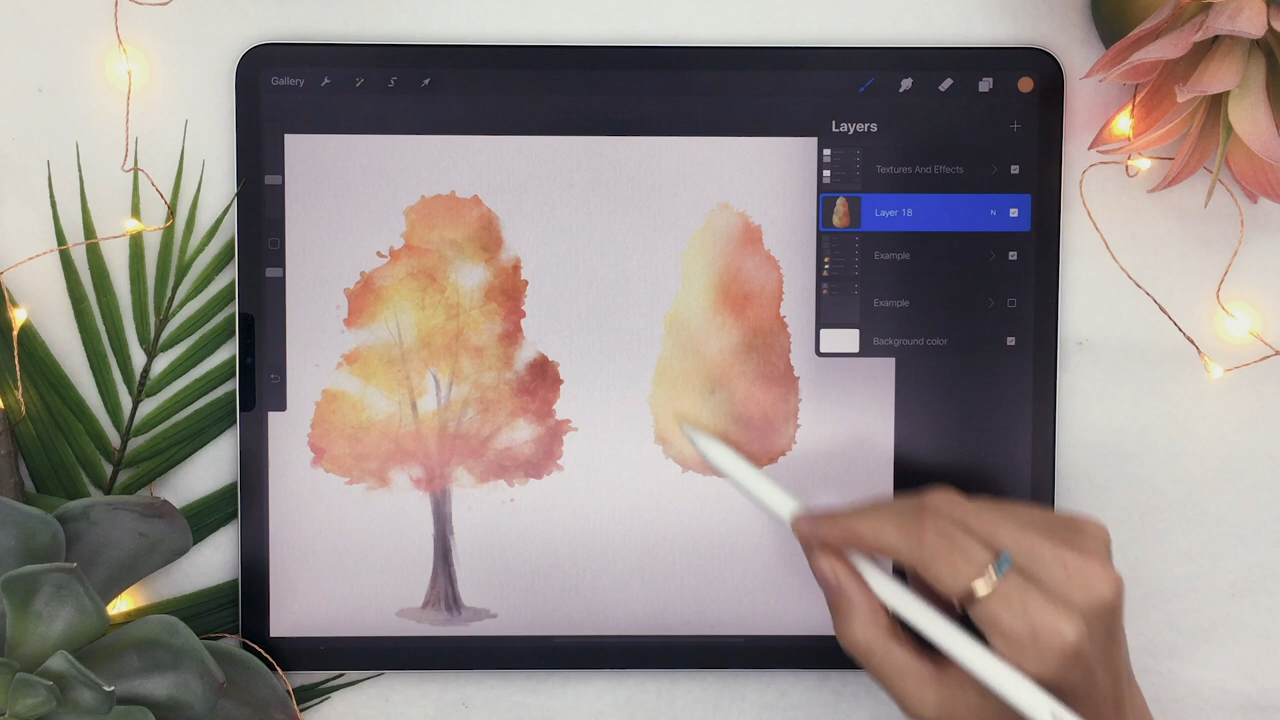 Gallery
Layers
Textures And Effects
Layer 18 N
Example
Example
Background color